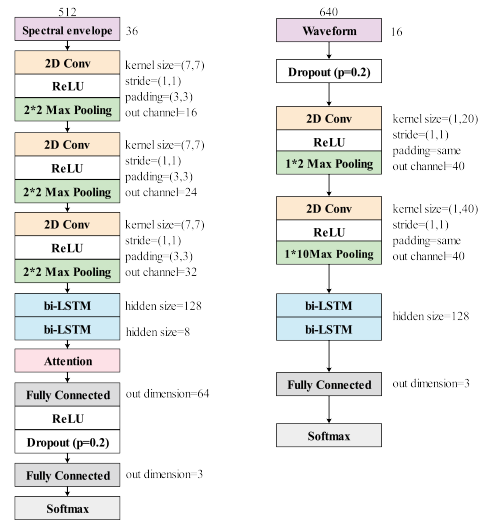 512
Spectral envelope 36
2D Conv kernel size=(7,7)
ReLU stride=(1,1)
padding=(3,3)
2*2 Max Pooling out channel=16
2D Conv kernel size=(7,7)
ReLU stride=(1,1)
padding=(3,3)
2*2 Max Pooling out channel=24
2D Conv kernel size=(7,7)
ReLU stride=(1,1)
padding=(3,3)
2*2 Max Pooling out channel=32
bi-LSTM hidden size=128
bi-LSTM hidden size=8
Attention
Fully Connected out dimension=64
ReLU
Dropout (p=0.2)
Fully Connected out dimension=3
Softmax
640
Waveform 16
Dropout (p=0.2)
2D Conv kernel size=(1,20)
ReLU stride=(1,1)
padding=same
1*2 Max Pooling out channel=40
2D Conv kernel size=(1,40)
ReLU stride=(1,1)
padding=same
1*10Max Pooling out channel=40
bi-LSTM
hidden size=128
bi-LSTM
Fully Connected out dimension=3
Softmax